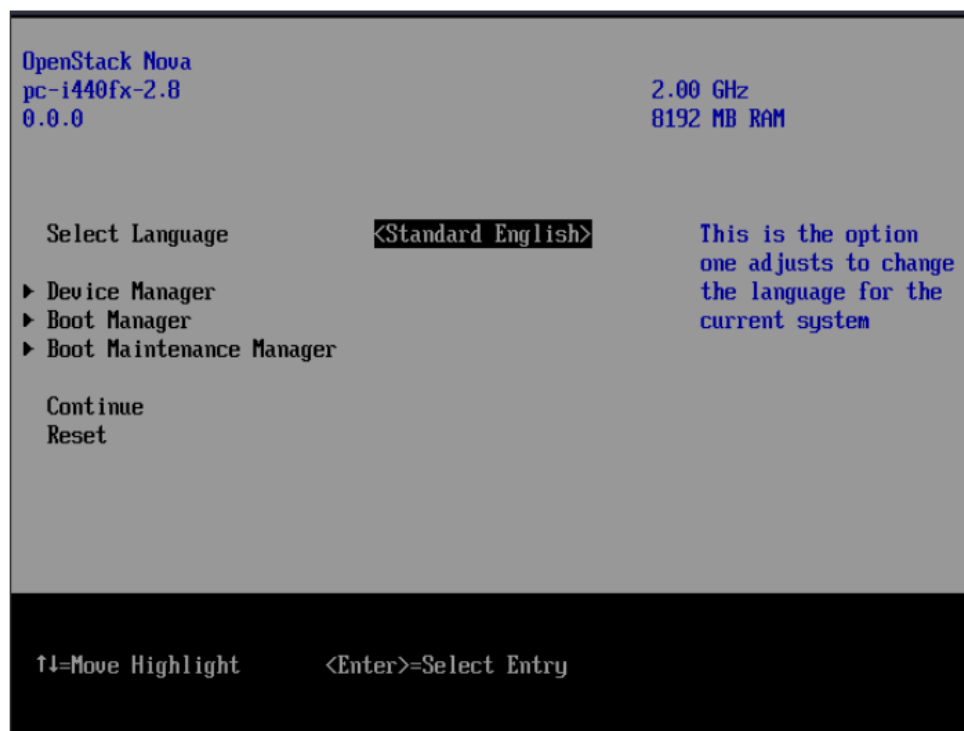 OpenStack Nova
pc-i440fx-2.8 2.00 GHz
0.0.0 8192 MB RAM
Select Language <Standard English> This is the option
one adjusts to change
▶ Device Manager the language for the
▶ Boot Manager current system
▶ Boot Maintenance Manager
Continue
Reset
↑↓=Move Highlight <Enter>=Select Entry